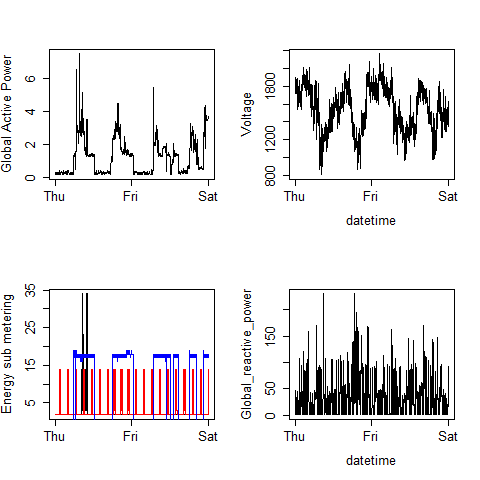 Global Active Power
6
4
2
0
Thu
Fri
Sat
Voltage
1800
1200
800
Thu
Fri
Sat
datetime
Energy sub metering
35
25
15
5
Thu
Fri
Sat
Global_reactive_power
150
50
0
Thu
Fri
Sat
datetime